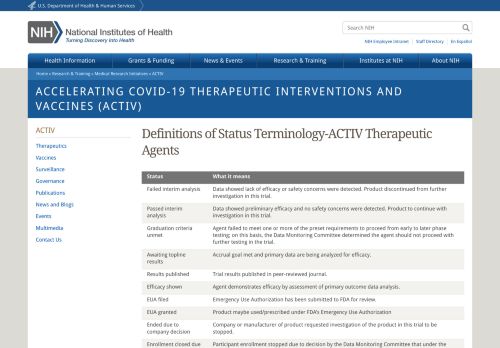 U.S. Department of Health & Human Services
NIH National Institutes of Health
Turning Discovery Into Health
Search NIH
NIH Employee Intranet | Staff Directory | En Español
Health Information
Grants & Funding
News & Events
Research & Training
Institutes at NIH
About NIH
Home » Research & Training » Medical Research Initiatives » ACTIV
ACCELERATING COVID-19 THERAPEUTIC INTERVENTIONS AND
VACCINES (ACTIV)
ACTIV
Therapeutics
Vaccines
Surveillance
Governance
Publications
News and Blogs
Events
Multimedia
Contact Us
Definitions of Status Terminology-ACTIV Therapeutic
Agents
Status What it means
Failed interim analysis Data showed lack of efficacy or safety concerns were detected. Product discontinued from further
investigation in this trial.
Passed interim Data showed preliminary efficacy and no safety concerns were detected. Product to continue with
analysis investigation in this trial.
Graduation criteria Agent failed to meet one or more of the preset requirements to proceed from early to later phase
unmet testing; on this basis, the Data Monitoring Committee determined the agent should not proceed with
further testing in the trial.
Awaiting topline Accrual goal met and primary data are being analyzed for efficacy.
results
Results published Trial results published in peer-reviewed journal.
Efficacy shown Agent demonstrates efficacy by assessment of primary outcome data analysis.
EUA filed Emergency Use Authorization has been submitted to FDA for review.
EUA granted Product maybe used/prescribed under FDA's Emergency Use Authorization
Ended due to Company or manufacturer of product requested investigation of the product in this trial to be
company decision stopped.
Enrollment closed due Participant enrollment stopped due to decision by the Data Monitoring Committee that under the